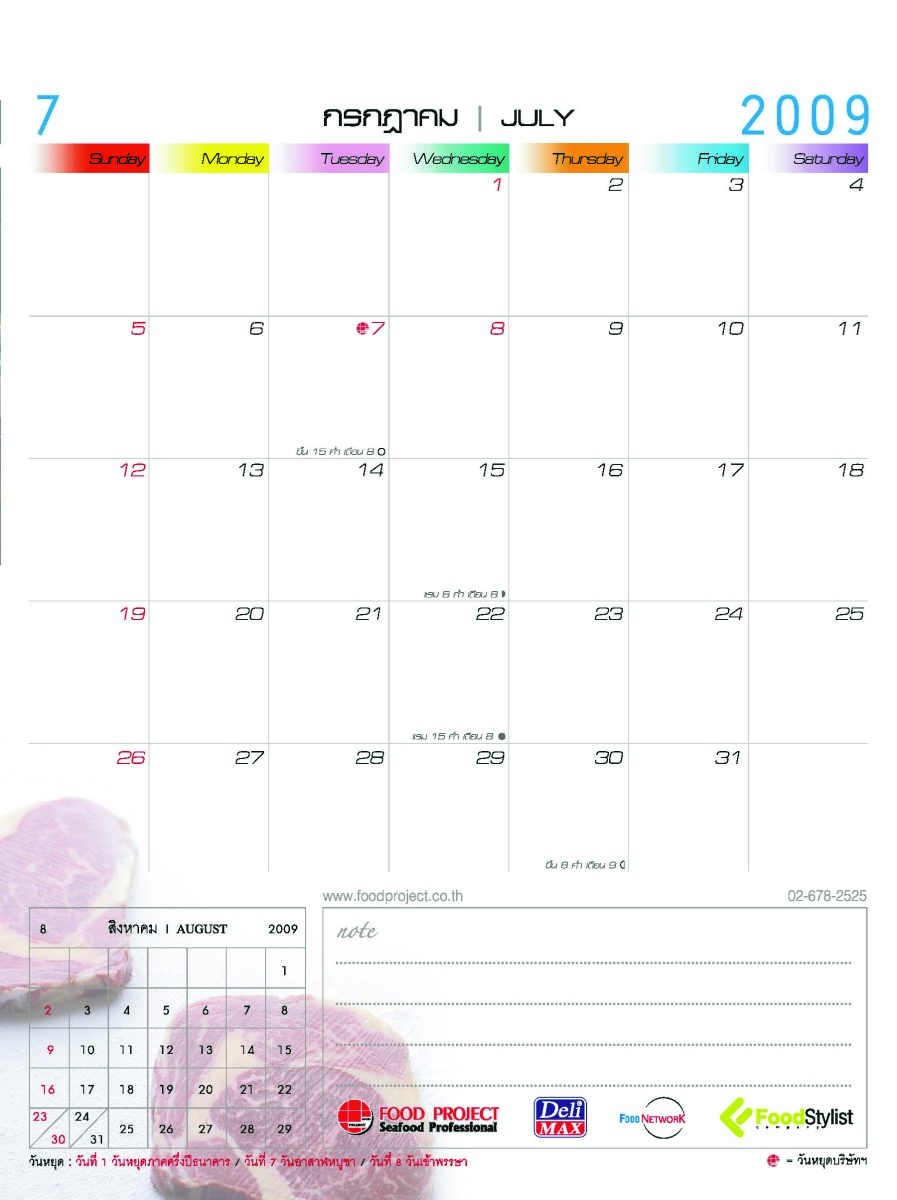 7 กรกฎาคม | JULY 2009
Sunday Monday Tuesday Wednesday Thursday Friday Saturday
1 2 3 4
5 6 7 8 9 10 11
ขึ้น 15 ค่ำ เดือน 8
12 13 14 15 16 17 18
แรม 8 ค่ำ เดือน 8
19 20 21 22 23 24 25
แรม 15 ค่ำ เดือน 8
26 27 28 29 30 31
ขึ้น 8 ค่ำ เดือน 9
www.foodproject.co.th 02-678-2525
8 สิงหาคม | AUGUST 2009
1
2 3 4 5 6 7 8
9 10 11 12 13 14 15
16 17 18 19 20 21 22
23/30 24/31 25 26 27 28 29
note
FOOD PROJECT
Seafood Professional
Deli
MAX
FOOD NETWORK
FoodStylist
company
วันหยุด : วันที่ 1 วันหยุดภาคครึ่งปีธนาคาร / วันที่ 7 วันอาสาฬหบูชา / วันที่ 8 วันเข้าพรรษา
= วันหยุดบริษัทฯ